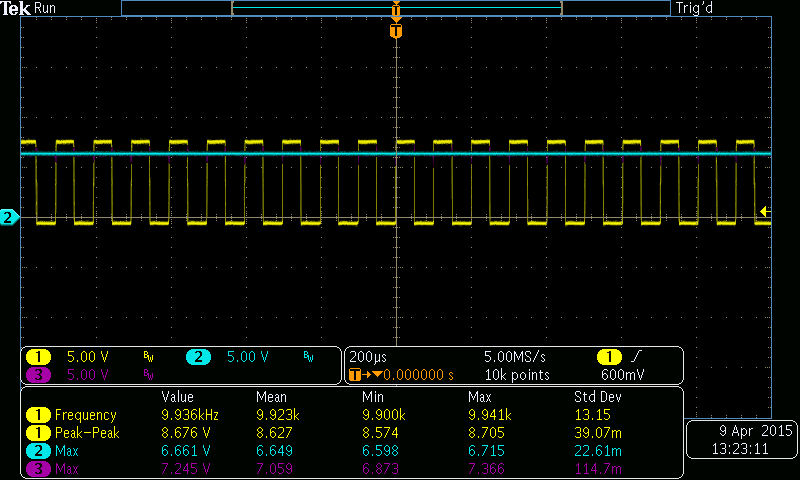 Tek Run Trig'd
T
T
2
1 5.00 V BW 2 5.00 V BW
3 5.00 V BW
200µs 5.00MS/s 1
T→▼0.000000 s 10k points 600mV
Value Mean Min Max Std Dev
1 Frequency 9.936kHz 9.923k 9.900k 9.941k 13.15
1 Peak-Peak 8.676 V 8.627 8.574 8.705 39.07m
2 Max 6.661 V 6.649 6.598 6.715 22.61m
3 Max 7.245 V 7.059 6.873 7.366 114.7m
9 Apr 2015
13:23:11